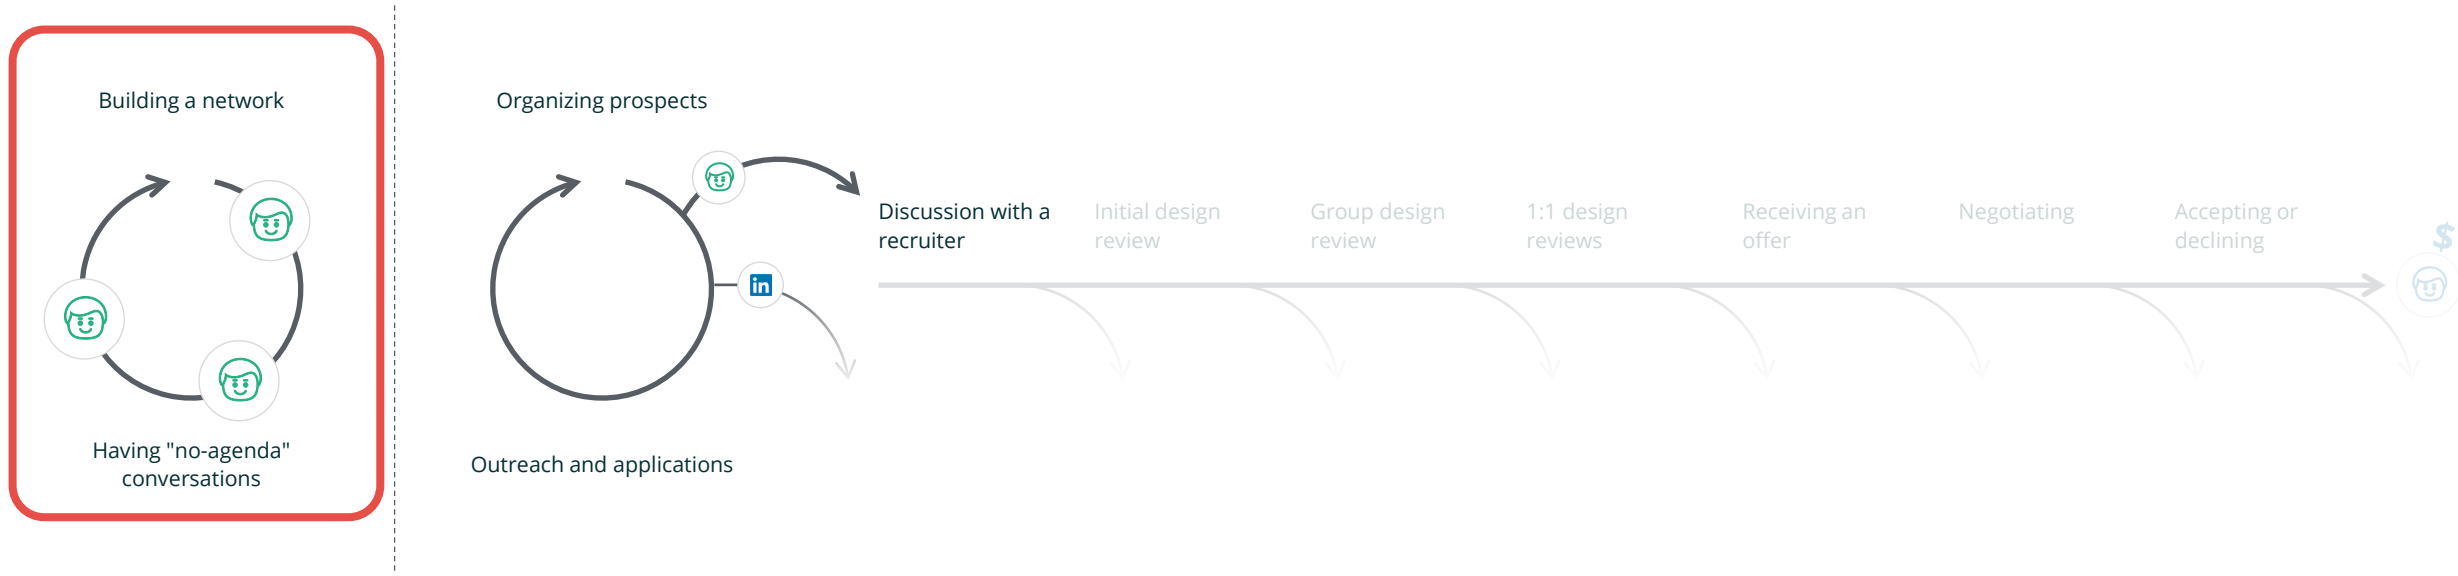 Building a network
Having "no-agenda"
conversations
Organizing prospects
Outreach and applications
in
Discussion with a
recruiter
Initial design
review
Group design
review
1:1 design
reviews
Receiving an
offer
Negotiating
Accepting or
declining
$